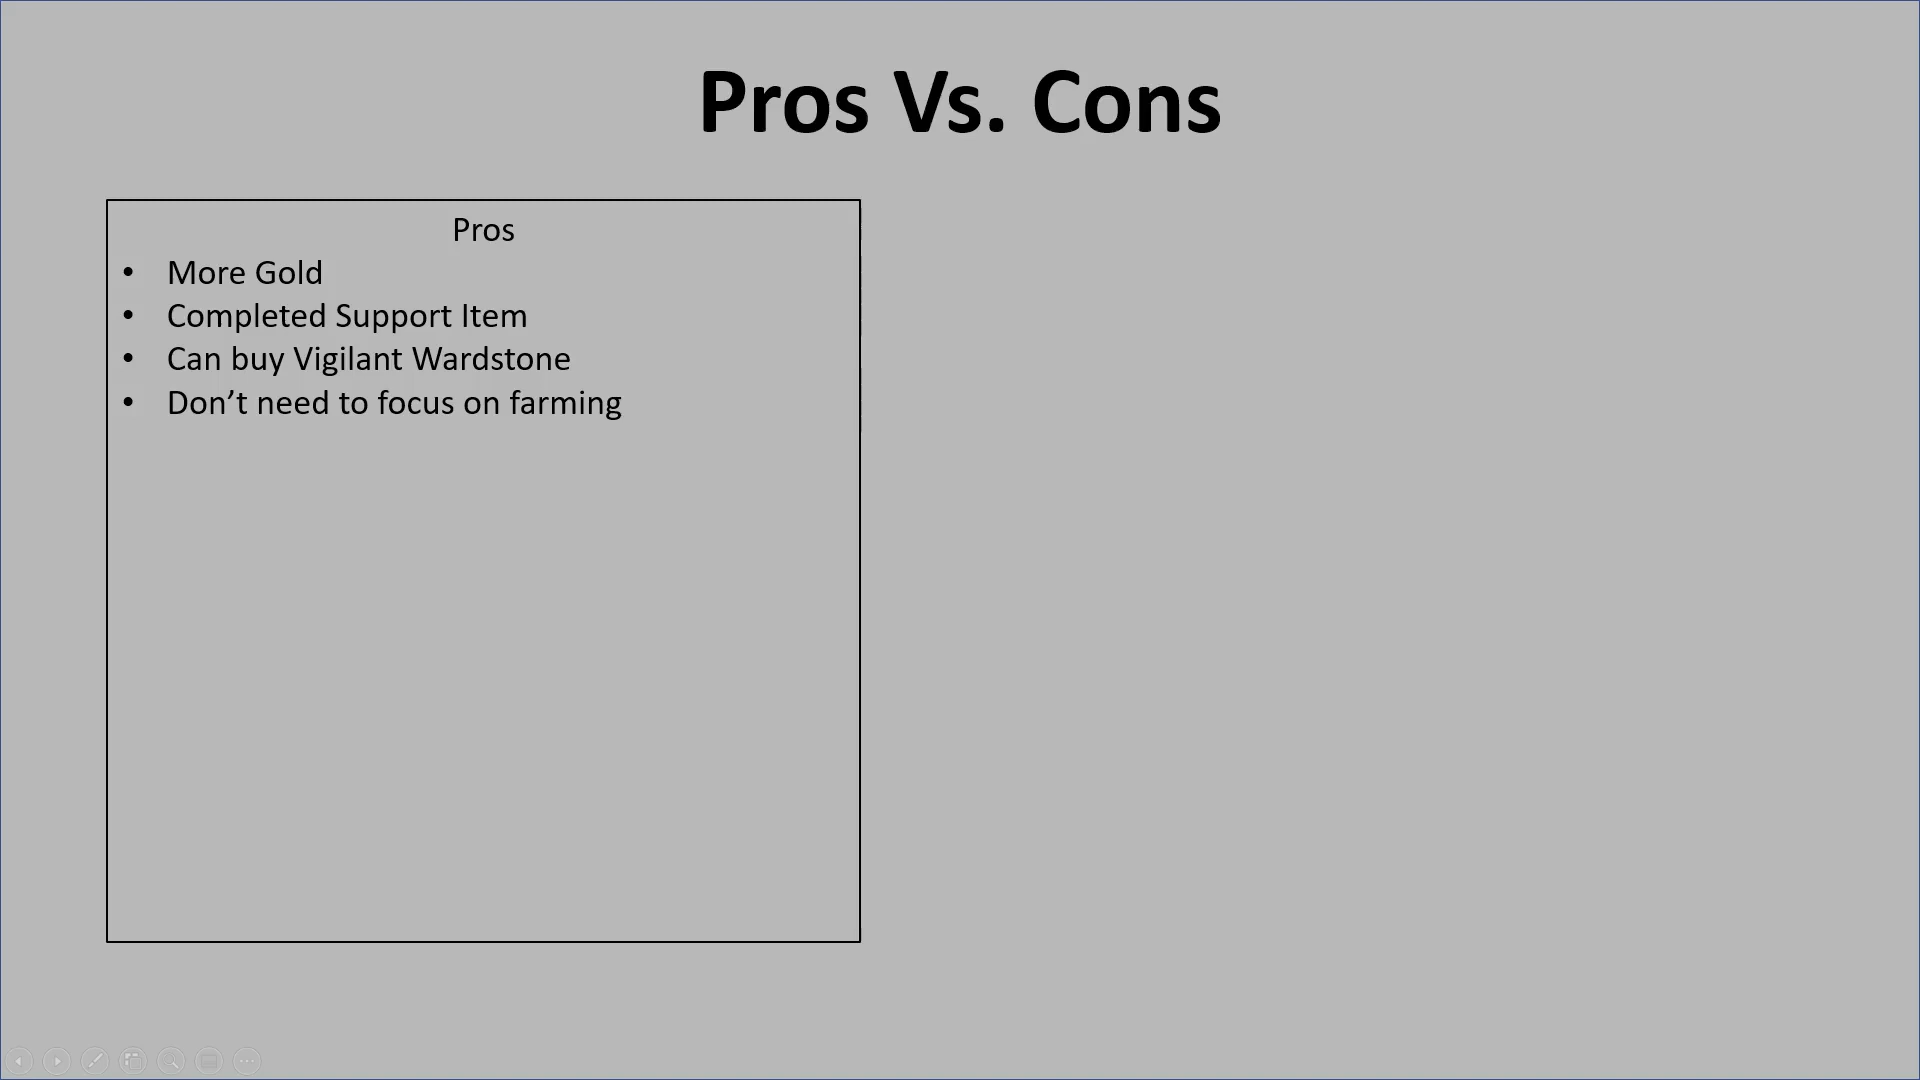 Pros Vs. Cons
Pros
• More Gold
• Completed Support Item
• Can buy Vigilant Wardstone
• Don’t need to focus on farming